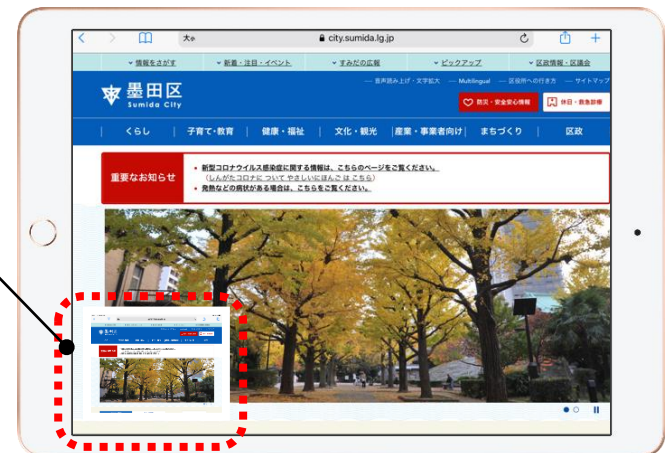 大小 city.sumida.lg.jp
情報をさがす 新着・注目・イベント すみだの広報 ピックアップ 区政情報・区議会
音声読み上げ・文字拡大 Multilingual 区役所への行き方 サイトマップ
墨田区
Sumida City
防災・安全安心情報 休日・救急診療
くらし 子育て・教育 健康・福祉 文化・観光 産業・事業者向け まちづくり 区政
重要なお知らせ
新型コロナウイルス感染症に関する情報は、こちらのページをご覧ください。
（しんがたコロナに ついて やさしい にほんご は こちら）
発熱などの症状がある場合は、こちらをご覧ください。